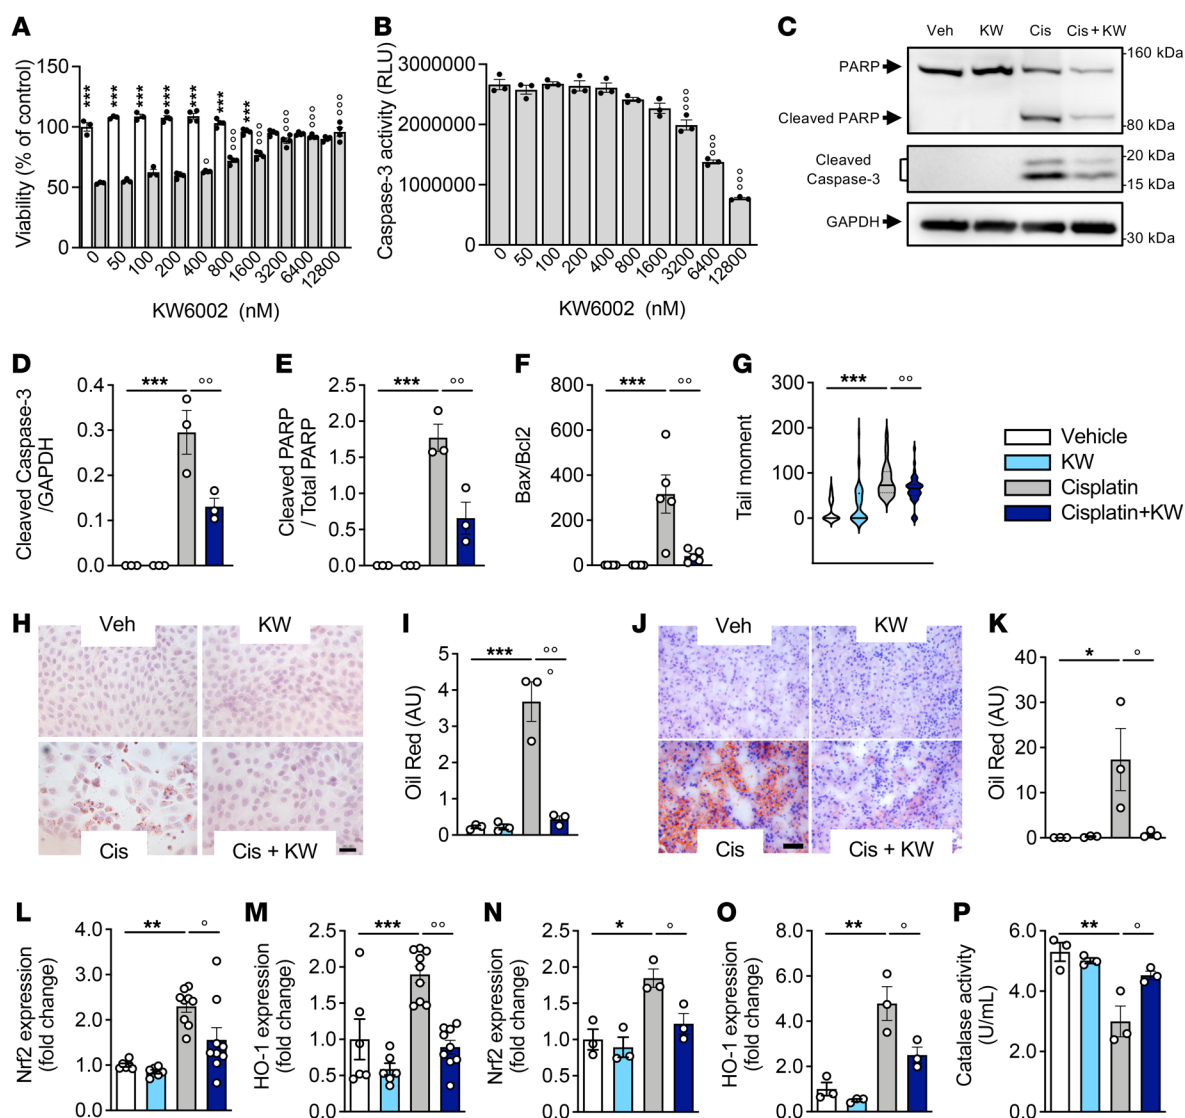 A
Viability (% of control)
150
100
50
0
***
***
***
***
***
***
***
°
°°°
°°°
°°°
°°°
°°°
0
50
100
200
400
800
1600
3200
6400
12800
KW6002 (nM)
B
Caspase-3 activity (RLU)
3000000
2000000
1000000
0
°°°
°°°
°°°
0
50
100
200
400
800
1600
3200
6400
12800
KW6002 (nM)
C
Veh KW Cis Cis + KW
PARP
160 kDa
Cleaved PARP
80 kDa
Cleaved
Caspase-3
20 kDa
15 kDa
GAPDH
30 kDa
D
Cleaved Caspase-3
/GAPDH
0.4
0.3
0.2
0.1
0.0
*** °°
E
Cleaved PARP
/ Total PARP
2.5
2.0
1.5
1.0
0.5
0.0
*** °°
F
Bax/Bcl2
800
600
400
200
0
*** °°
G
Tail moment
300
200
100
0
*** °°
Vehicle
KW
Cisplatin
Cisplatin+KW
H
Veh KW
Cis Cis + KW
I
Oil Red (AU)
5
4
3
2
1
0
*** °°
°
J
Veh KW
Cis Cis + KW
K
Oil Red (AU)
40
30
20
10
0
* °
L
Nrf2 expression
(fold change)
4.0
3.0
2.0
1.0
0.0
** °
M
HO-1 expression
(fold change)
2.5
2.0
1.5
1.0
0.5
0.0
*** °°
N
Nrf2 expression
(fold change)
2.5
2.0
1.5
1.0
0.5
0.0
* °
O
HO-1 expression
(fold change)
8.0
6.0
4.0
2.0
0.0
** °
P
Catalase activity
(U/mL)
6.0
4.0
2.0
0.0
** °